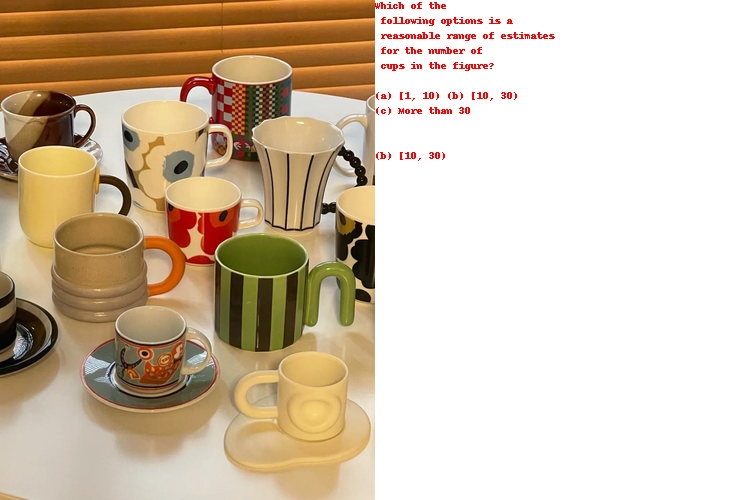 Which of the
following options is a
reasonable range of estimates
for the number of
cups in the figure?
(a) [1, 10) (b) [10, 30)
(c) More than 30
(b) [10, 30)